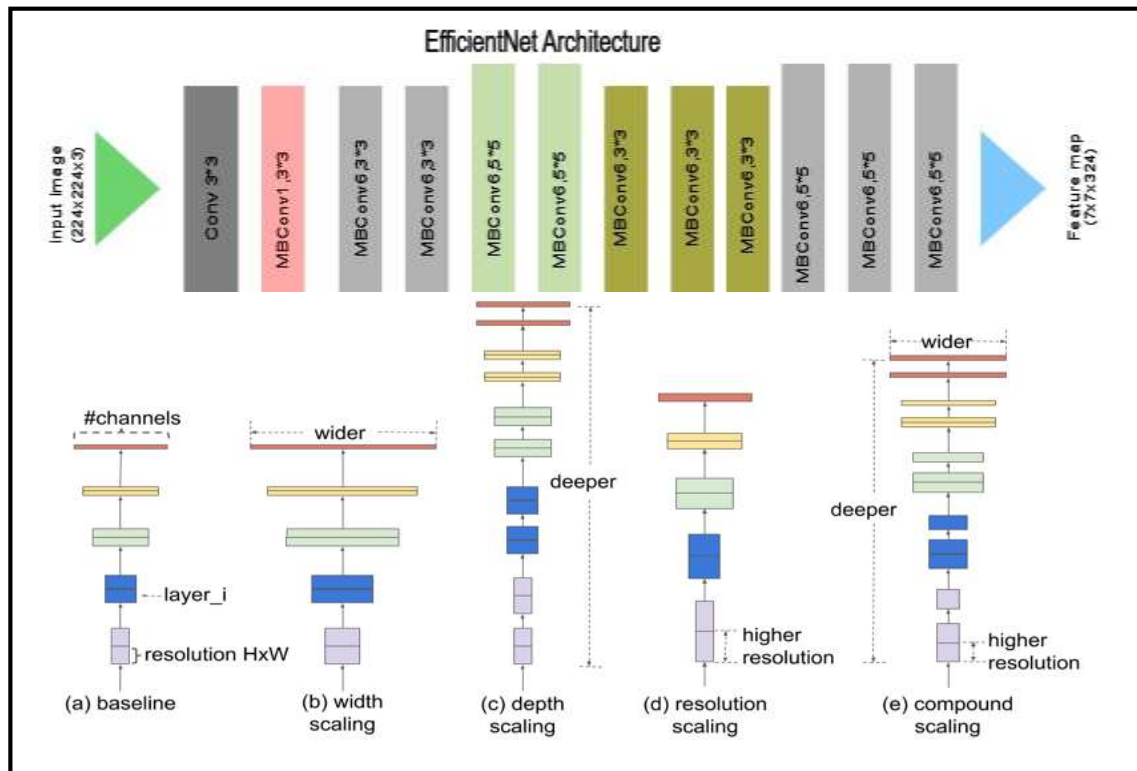 EfficientNet Architecture
Input Image
(224x224x3)
Conv 3*3
MBConv1,3*3
MBConv6,3*3
MBConv6,3*3
MBConv6,5*5
MBConv6,5*5
MBConv6,3*3
MBConv6,3*3
MBConv6,3*3
MBConv6,5*5
MBConv6,5*5
MBConv6,5*5
Feature map
(7x7x324)
#channels
layer_i
resolution HxW
(a) baseline
wider
(b) width
scaling
deeper
(c) depth
scaling
higher
resolution
(d) resolution
scaling
wider
deeper
higher
resolution
(e) compound
scaling